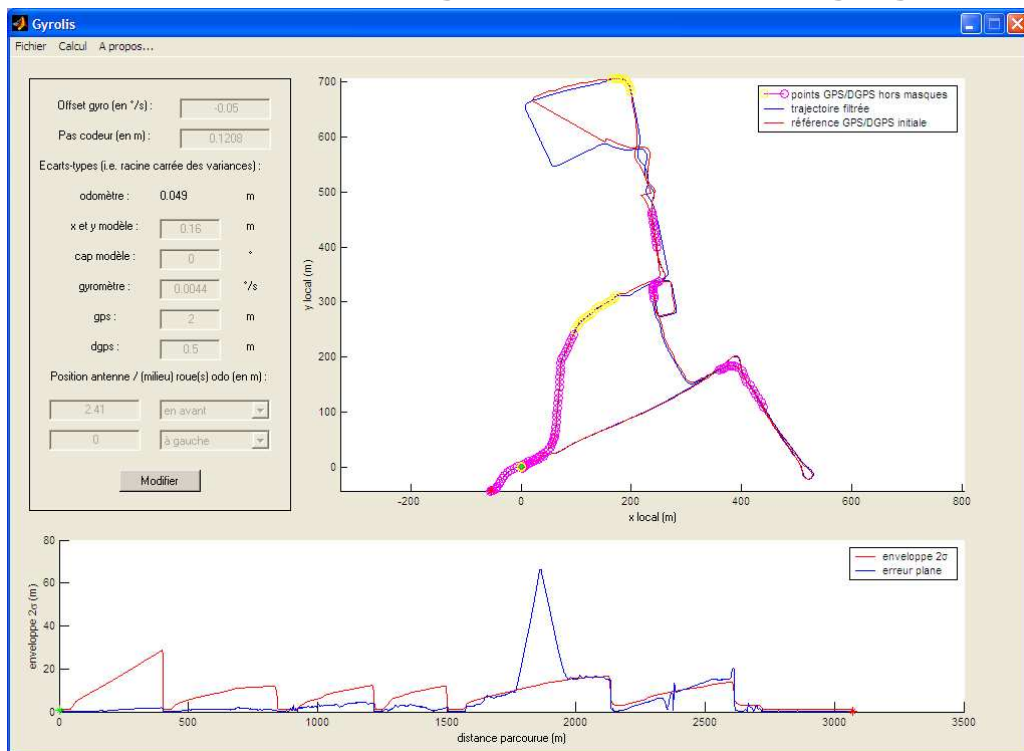 Gyrolis
Fichier Calcul A propos...
Offset gyro (en °/s) : -0.05
Pas codeur (en m) : 0.1208
Ecarts-types (i.e. racine carrée des variances) :
odomètre : 0.049 m
x et y modèle : 0.16 m
cap modèle : 0 °
gyromètre : 0.0044 °/s
gps : 2 m
dgps : 0.5 m
Position antenne / (milieu) roue(s) odo (en m) :
2.41 en avant
0 à gauche
Modifier
700
600
500
400
300
200
100
0
y local (m)
-200 0 200 400 600 800
x local (m)
points GPS/DGPS hors masques
trajectoire filtrée
référence GPS/DGPS initiale
80
60
40
20
0
enveloppe 2σ (m)
0 500 1000 1500 2000 2500 3000 3500
distance parcourue (m)
enveloppe 2σ
erreur plane